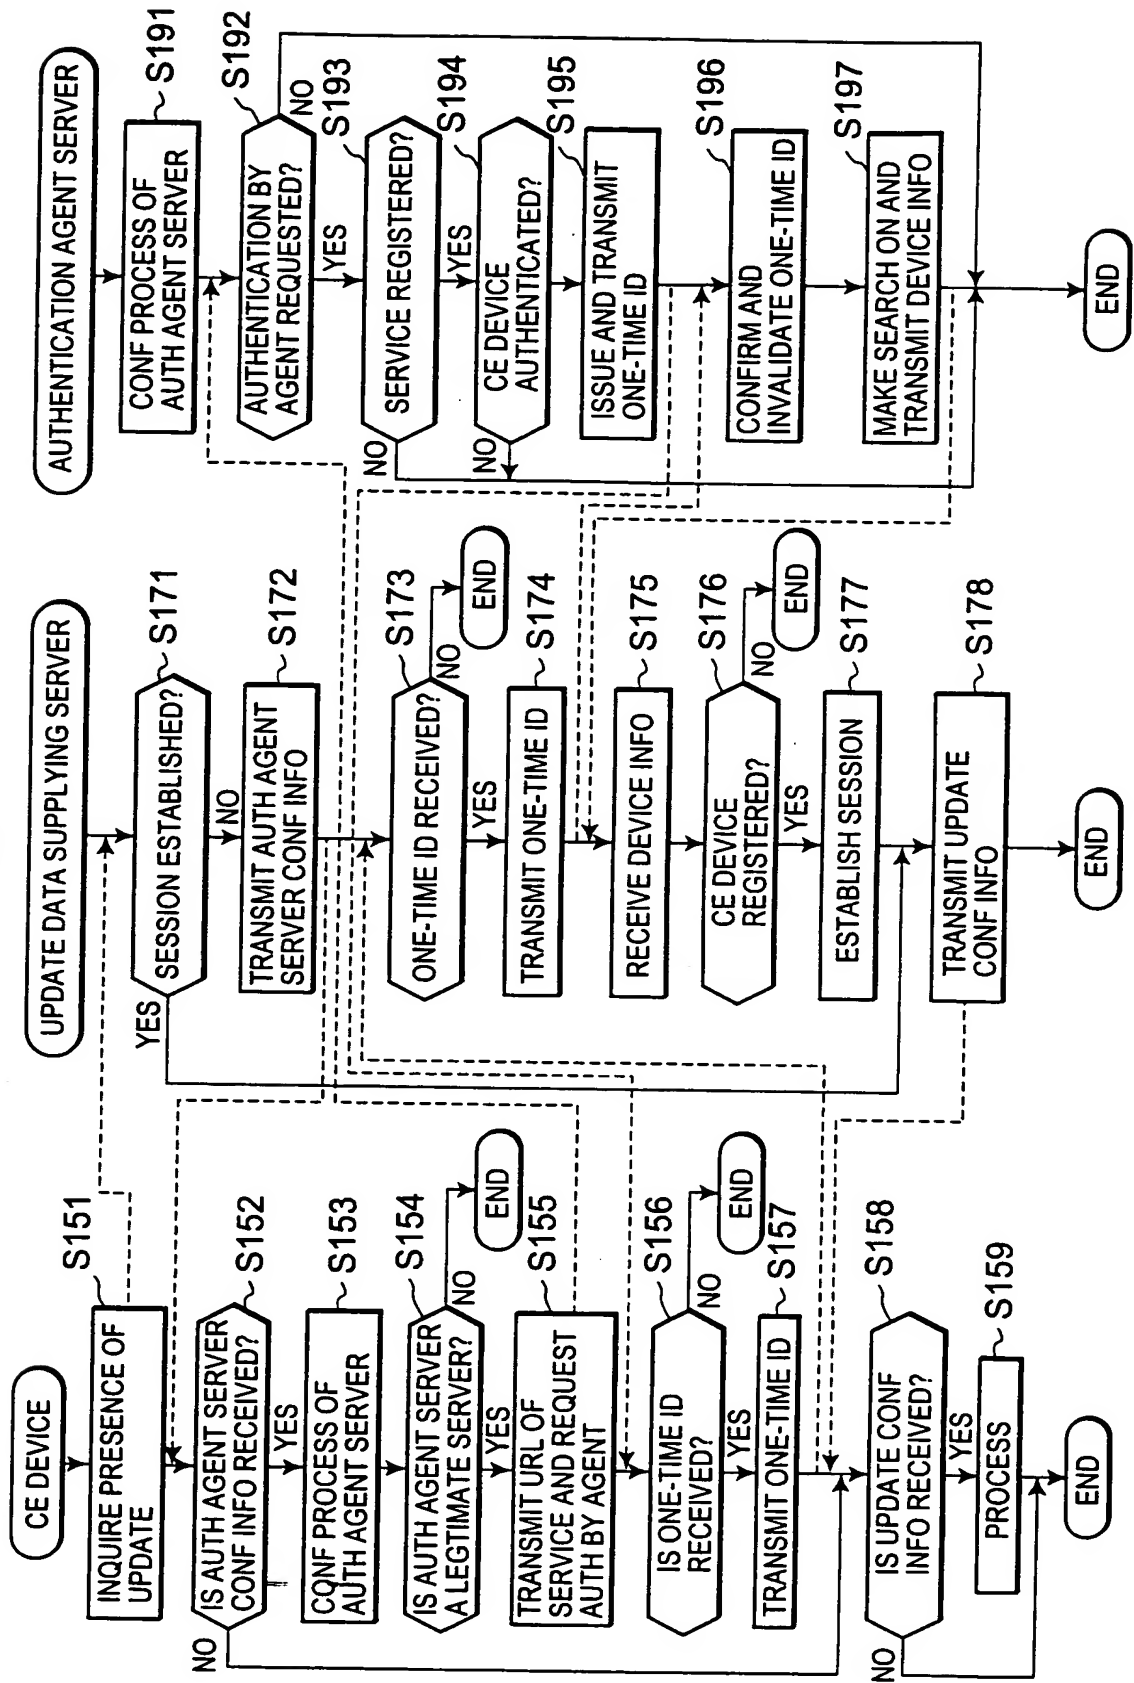 CE DEVICE
INQUIRE PRESENCE OF
UPDATE
S151
IS AUTH AGENT SERVER
CONF INFO RECEIVED?
S152
NO
YES
CONF PROCESS OF
AUTH AGENT SERVER
S153
IS AUTH AGENT SERVER
A LEGTIMATE SERVER?
S154
NO
END
YES
TRANSMIT URL OF
SERVICE AND REQUEST
AUTH BY AGENT
S155
IS ONE-TIME ID
RECEIVED?
S156
NO
END
YES
TRANSMIT ONE-TIME ID
S157
IS UPDATE CONF
INFO RECEIVED?
S158
NO
YES
PROCESS
S159
END
UPDATE DATA SUPPLYING SERVER
SESSION ESTABLISHED?
S171
YES
NO
TRANSMIT AUTH AGENT
SERVER CONF INFO
S172
ONE-TIME ID RECEIVED?
S173
NO
END
YES
TRANSMIT ONE-TIME ID
S174
RECEIVE DEVICE INFO
S175
CE DEVICE
REGISTERED?
S176
NO
END
YES
ESTABLISH SESSION
S177
TRANSMIT UPDATE
CONF INFO
S178
END
AUTHENTICATION AGENT SERVER
CONF PROCESS OF
AUTH AGENT SERVER
S191
AUTHENTICATION BY
AGENT REQUESTED?
S192
NO
YES
SERVICE REGISTERED?
S193
NO
YES
CE DEVICE
AUTHENTICATED?
S194
NO
ISSUE AND TRANSMIT
ONE-TIME ID
S195
CONFIRM AND
INVALIDATE ONE-TIME ID
S196
MAKE SEARCH ON AND
TRANSMIT DEVICE INFO
S197
END